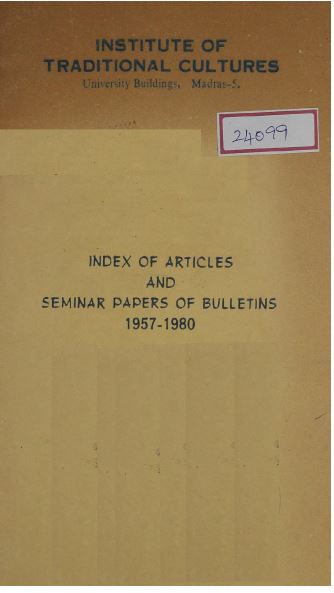 INSTITUTE OF
TRADITIONAL CULTURES
University Buildings, Madras-5.
24099
INDEX OF ARTICLES
AND
SEMINAR PAPERS OF BULLETINS
1957-1980